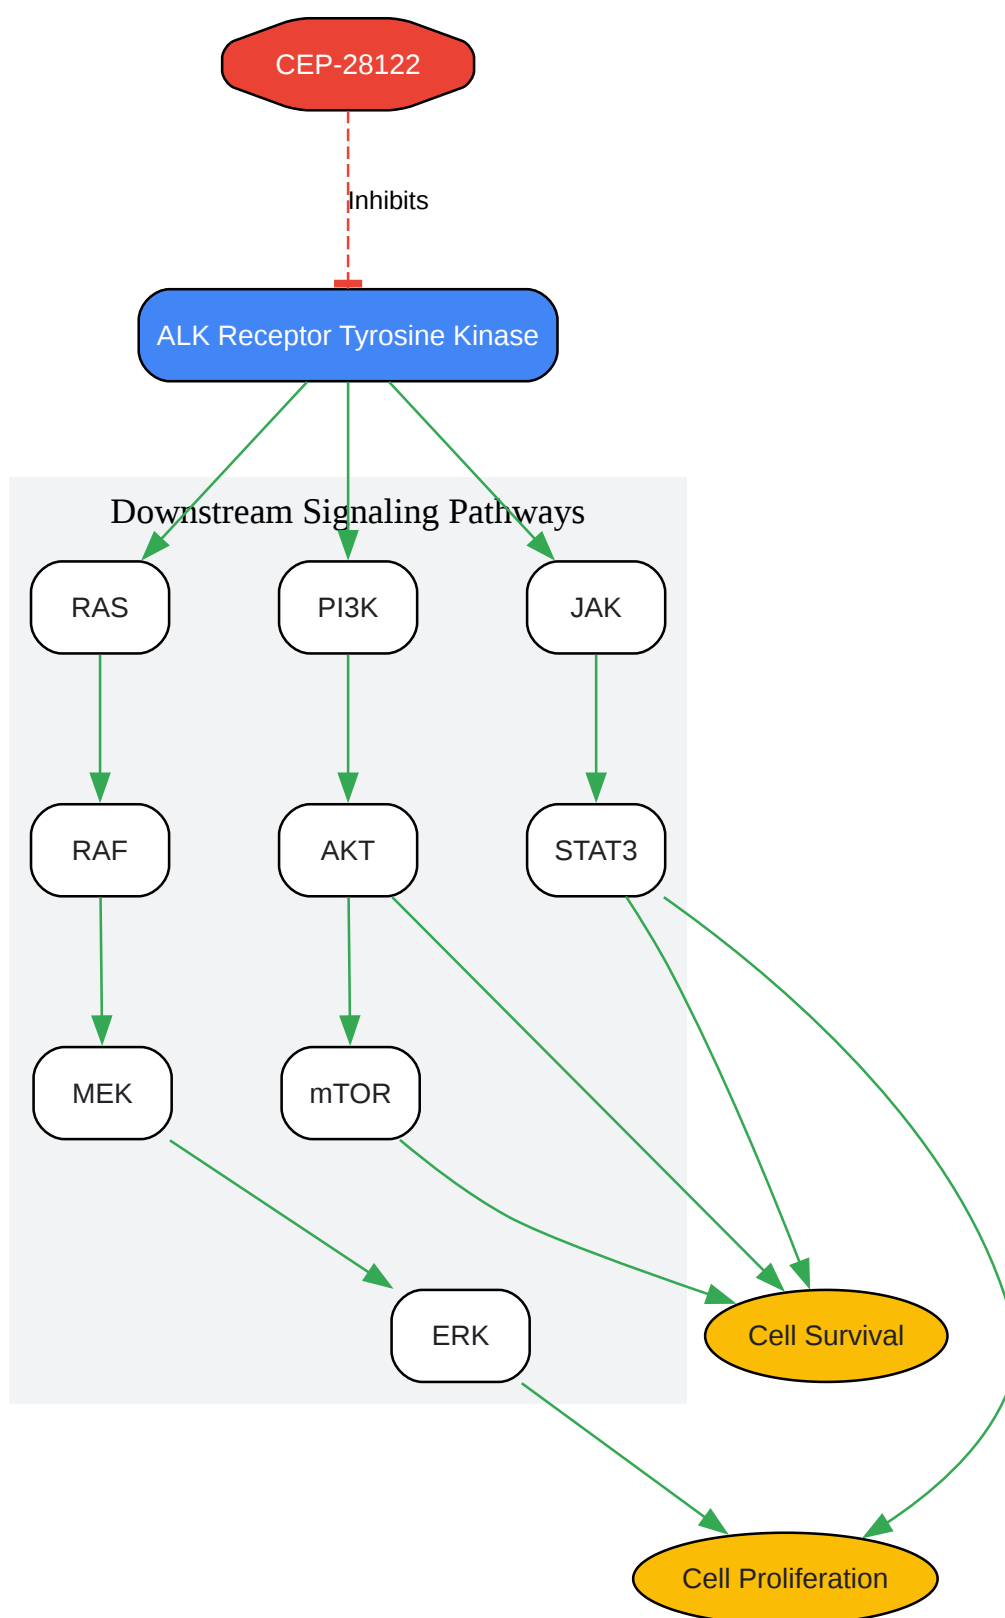 CEP-28122
Inhibits
ALK Receptor Tyrosine Kinase
Downstream Signaling Pathways
RAS
PI3K
JAK
RAF
AKT
STAT3
MEK
mTOR
ERK
Cell Survival
Cell Proliferation